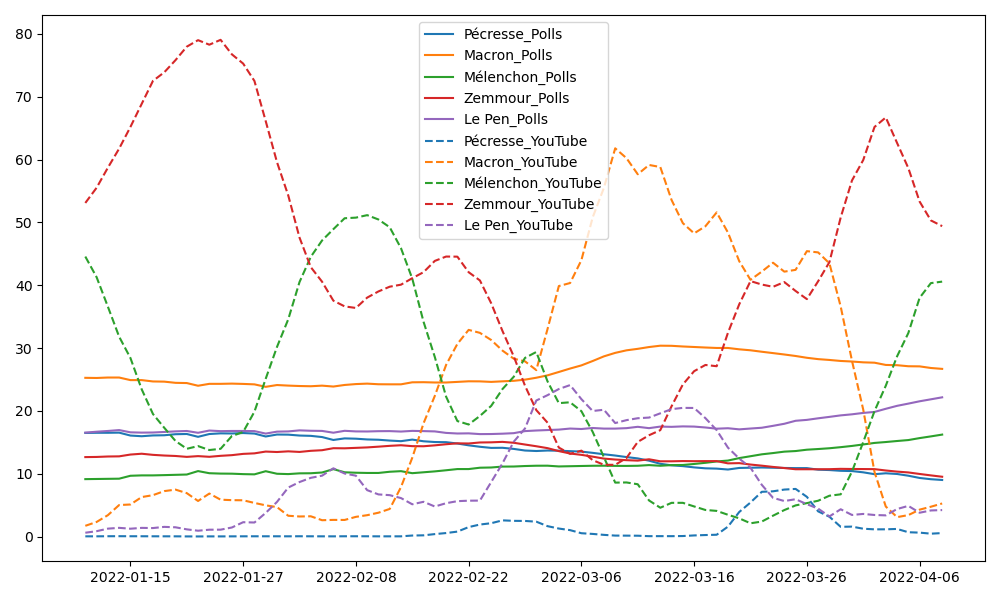 80
70
60
50
40
30
20
10
0
Pécresse_Polls
Macron_Polls
Mélenchon_Polls
Zemmour_Polls
Le Pen_Polls
Pécresse_YouTube
Macron_YouTube
Mélenchon_YouTube
Zemmour_YouTube
Le Pen_YouTube
2022-01-15 2022-01-27 2022-02-08 2022-02-22 2022-03-06 2022-03-16 2022-03-26 2022-04-06